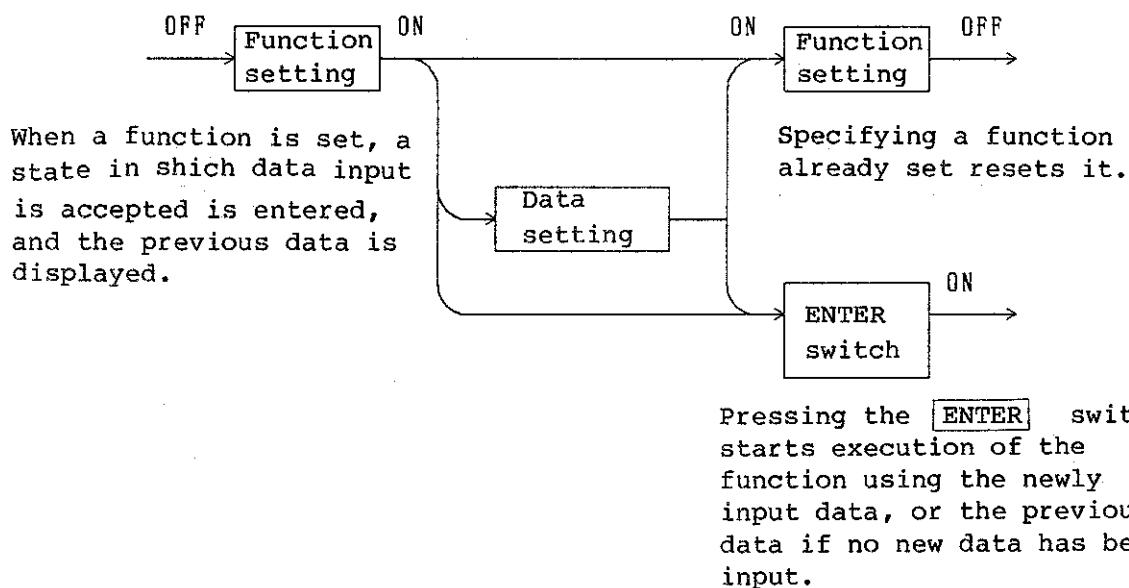 OFF
Function
setting
ON
ON
Function
setting
OFF
When a function is set, a
state in shich data input
is accepted is entered,
and the previous data is
displayed.
Specifying a function
already set resets it.
Data
setting
ENTER
switch
ON
Pressing the ENTER swit
starts execution of the
function using the newly
input data, or the previou
data if no new data has be
input.